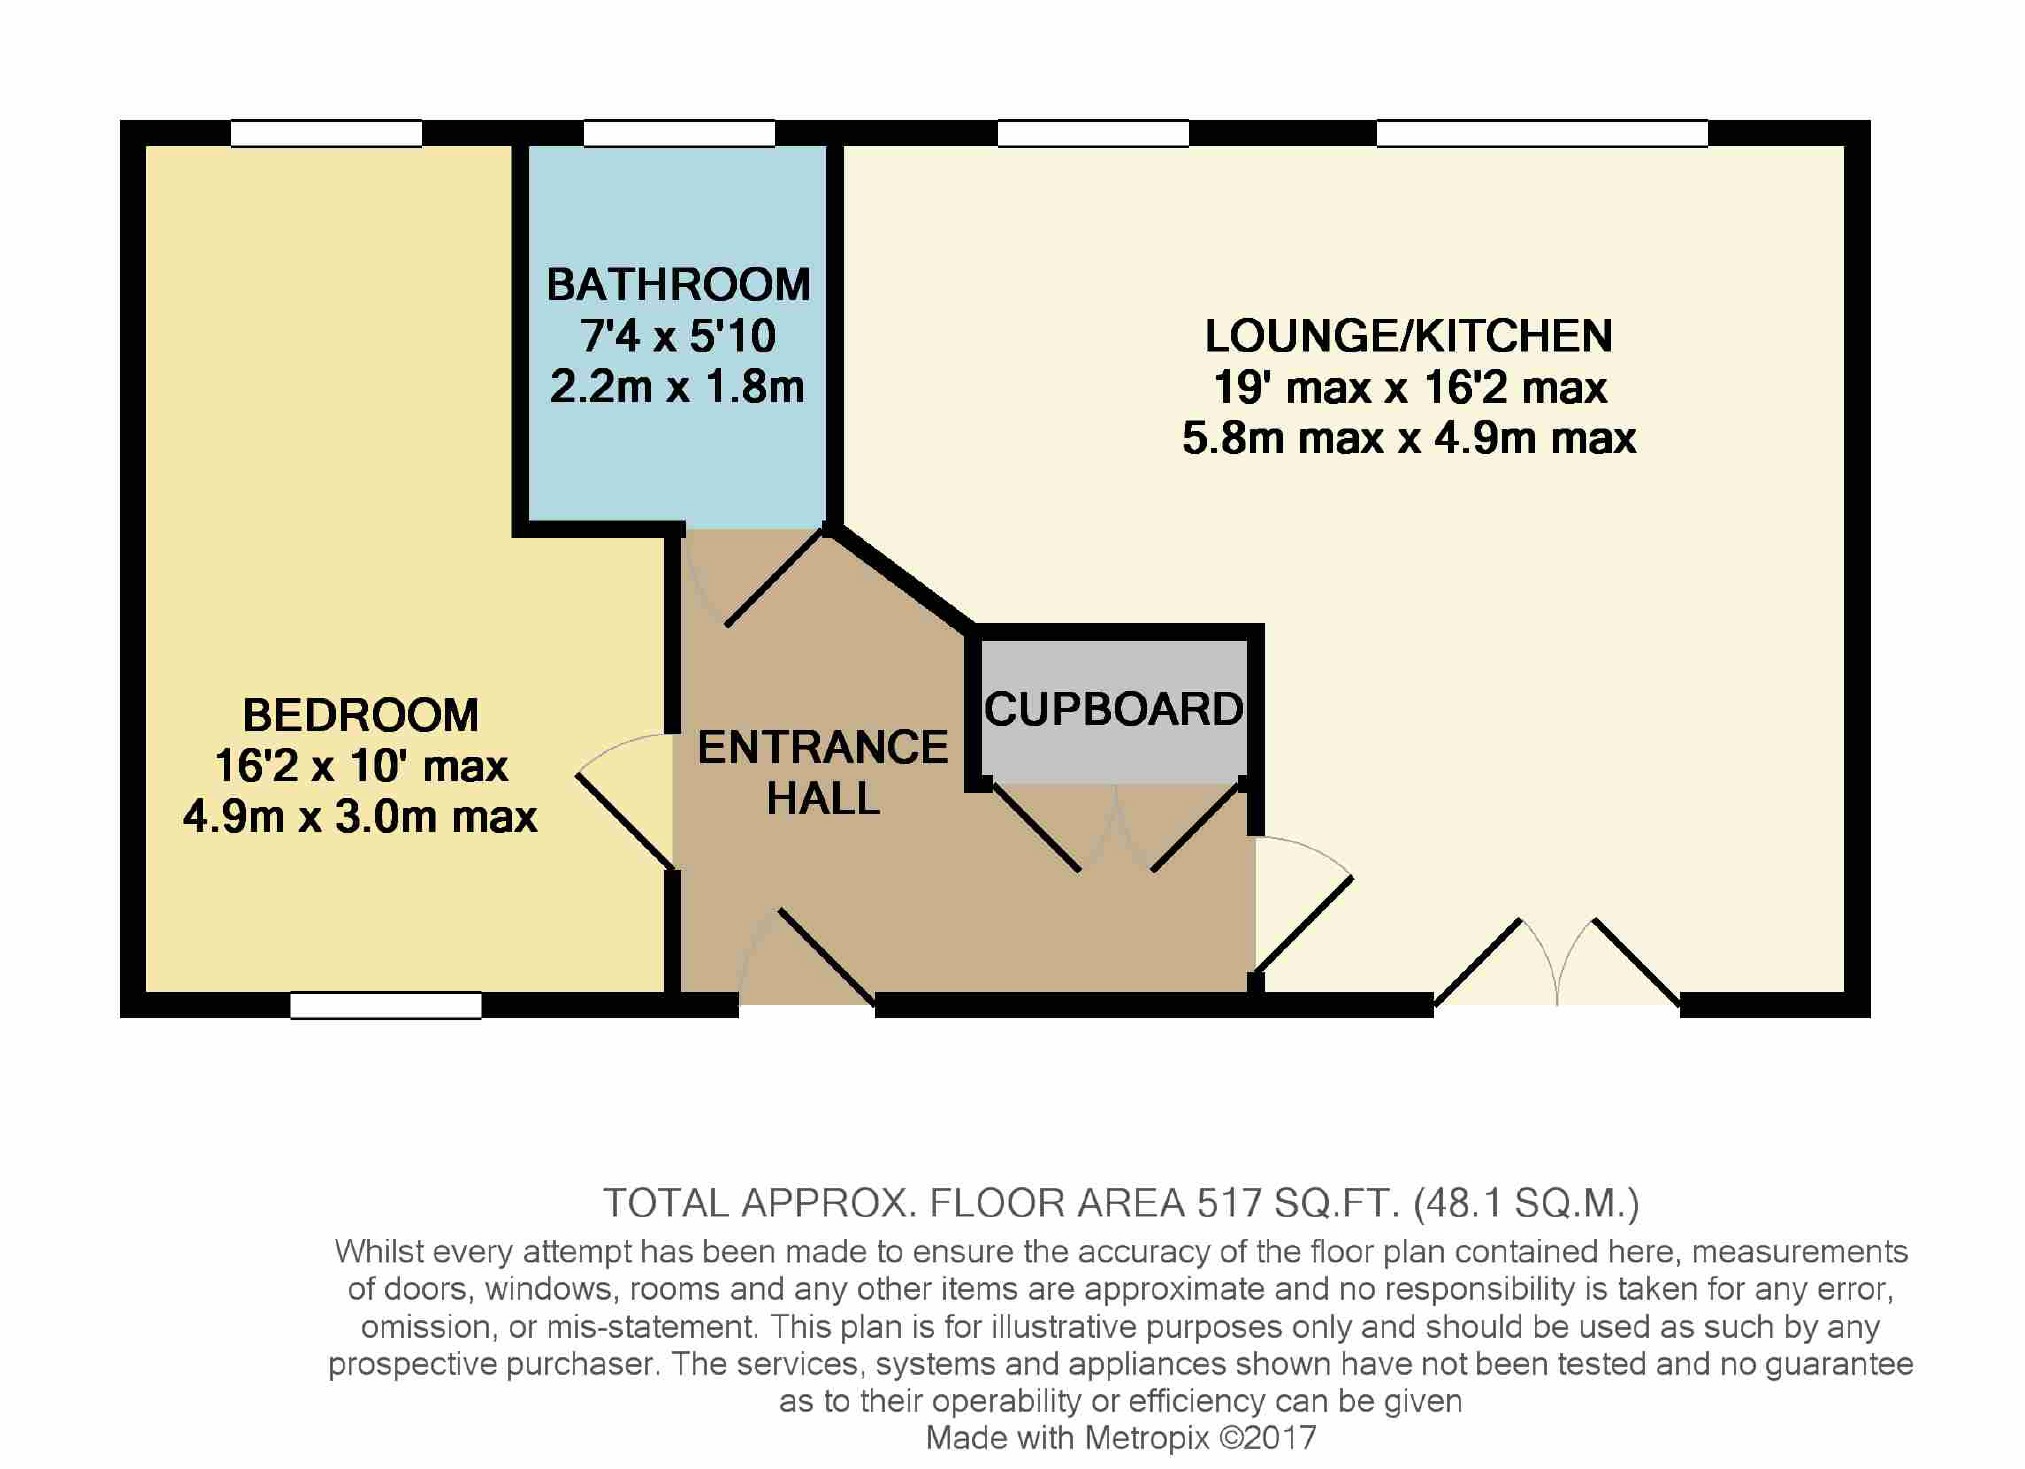 BATHROOM
7'4 x 5'10
2.2m x 1.8m
LOUNGE/KITCHEN
19' max x 16'2 max
5.8m max x 4.9m max
BEDROOM
16'2 x 10' max
4.9m x 3.0m max
ENTRANCE
HALL
CUPBOARD
TOTAL APPROX. FLOOR AREA 517 SQ.FT. (48.1 SQ.M.)
Whilst every attempt has been made to ensure the accuracy of the floor plan contained here, measurements
of doors, windows, rooms and any other items are approximate and no responsibility is taken for any error,
omission, or mis-statement. This plan is for illustrative purposes only and should be used as such by any
prospective purchaser. The services, systems and appliances shown have not been tested and no guarantee
as to their operability or efficiency can be given
Made with Metropix ©2017